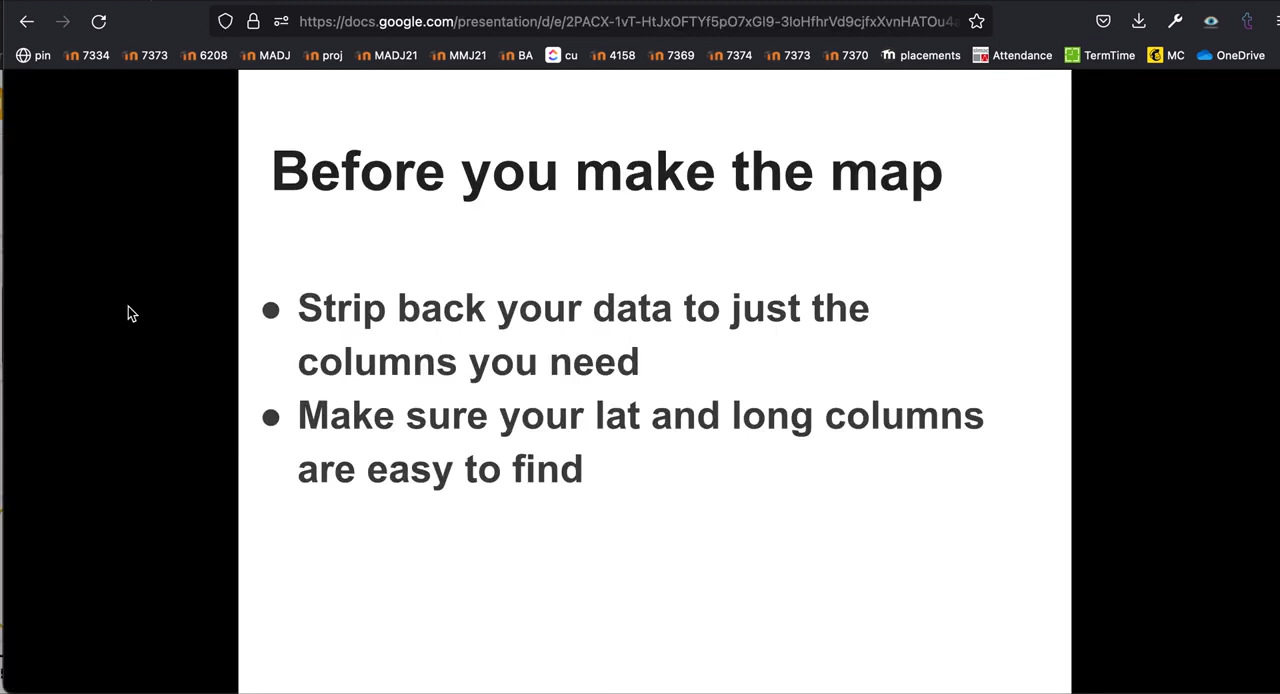 https://docs.google.com/presentation/d/e/2PACX-1vT-HtJxOFTYf5pO7xGl9-3loHfhrVd9cjfxXvnHATOu4a
pin 7334 7373 6208 MADJ proj MADJ21 MMJ21 BA cu 4158 7369 7374 7373 7370 placements Attendance TermTime MC OneDrive
Before you make the map
● Strip back your data to just the
columns you need
● Make sure your lat and long columns
are easy to find